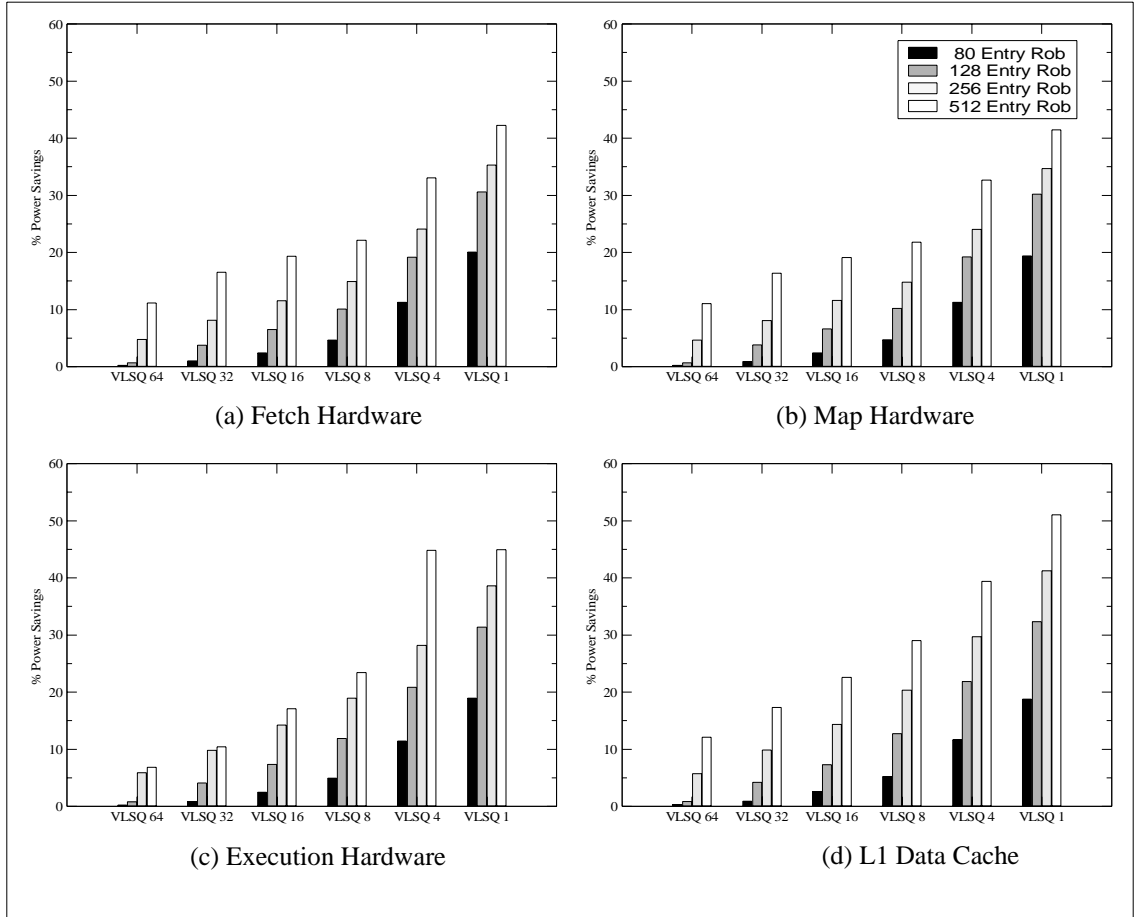 60
50
40
30
20
10
0
% Power Savings
VLSQ 64 VLSQ 32 VLSQ 16 VLSQ 8 VLSQ 4 VLSQ 1
(a) Fetch Hardware
60
50
40
30
20
10
0
% Power Savings
80 Entry Rob
128 Entry Rob
256 Entry Rob
512 Entry Rob
VLSQ 64 VLSQ 32 VLSQ 16 VLSQ 8 VLSQ 4 VLSQ 1
(b) Map Hardware
60
50
40
30
20
10
0
% Power Savings
VLSQ 64 VLSQ 32 VLSQ 16 VLSQ 8 VLSQ 4 VLSQ 1
(c) Execution Hardware
60
50
40
30
20
10
0
% Power Savings
VLSQ 64 VLSQ 32 VLSQ 16 VLSQ 8 VLSQ 4 VLSQ 1
(d) L1 Data Cache